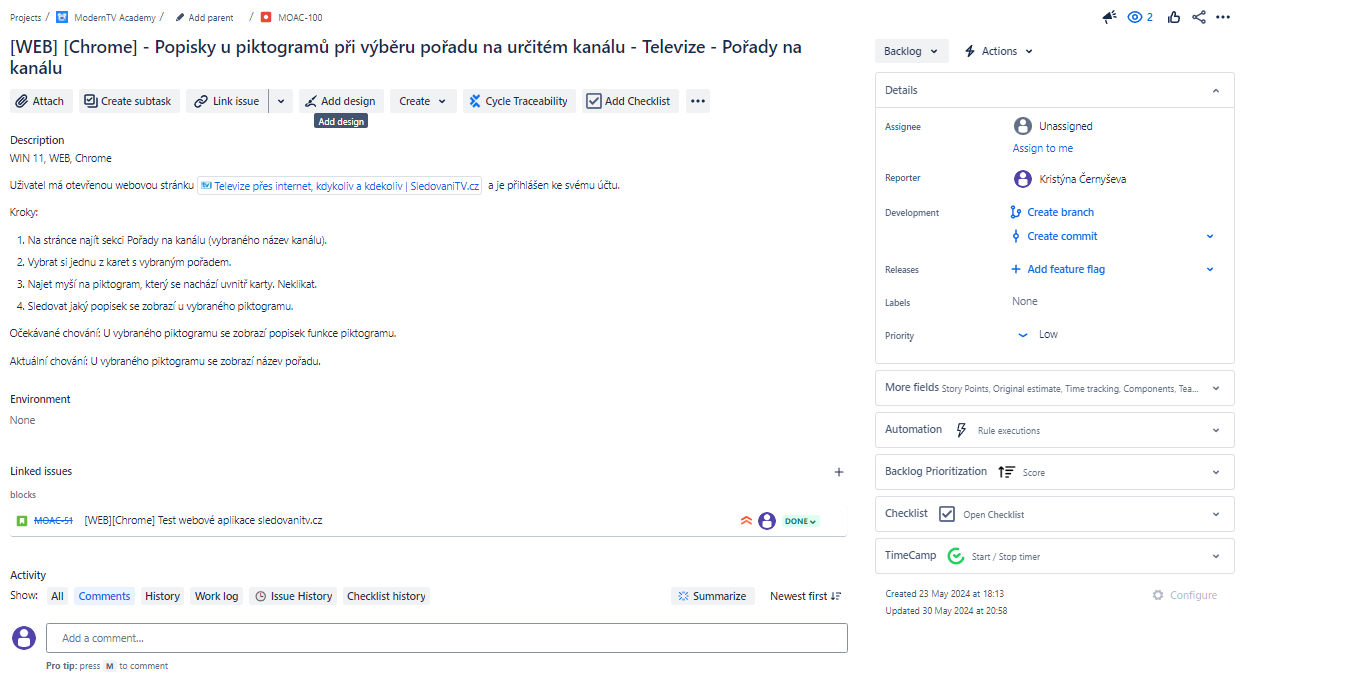 Projects / ModernTV Academy / Add parent / MOAC-100
2
[WEB] [Chrome] - Popisky u piktogramů při výběru pořadu na určitém kanálu - Televize - Pořady na
kanálu
Attach Create subtask Link issue Add design Create Cycle Traceability Add Checklist
Add design
Description
WIN 11, WEB, Chrome
Uživatel má otevřenou webovou stránku Televize přes internet, kdykoliv a kdekoliv | SledovaniTV.cz a je přihlášen ke svému účtu.
Kroky:
1. Na stránce najít sekci Pořady na kanálu (vybraného název kanálu).
2. Vybrat si jednu z karet s vybraným pořadem.
3. Najet myší na piktogram, který se nachází uvnitř karty. Neklikat.
4. Sledovat jaký popisek se zobrazí u vybraného piktogramu.
Očekávané chování: U vybraného piktogramu se zobrazí popisek funkce piktogramu.
Aktuální chování: U vybraného piktogramu se zobrazí název pořadu.
Environment
None
Linked issues
blocks
MOAC-51 [WEB][Chrome] Test webové aplikace sledovanitv.cz DONE
Activity
Show: All Comments History Work log Issue History Checklist history Summarize Newest first
Add a comment...
Pro tip: press M to comment
Backlog Actions
Details
Assignee Unassigned
Assign to me
Reporter Kristýna Černyševa
Development Create branch
Create commit
Releases Add feature flag
Labels None
Priority Low
More fields Story Points, Original estimate, Time tracking, Components, Tea...
Automation Rule executions
Backlog Prioritization Score
Checklist Open Checklist
TimeCamp Start / Stop timer
Created 23 May 2024 at 18:13 Configure
Updated 30 May 2024 at 20:58